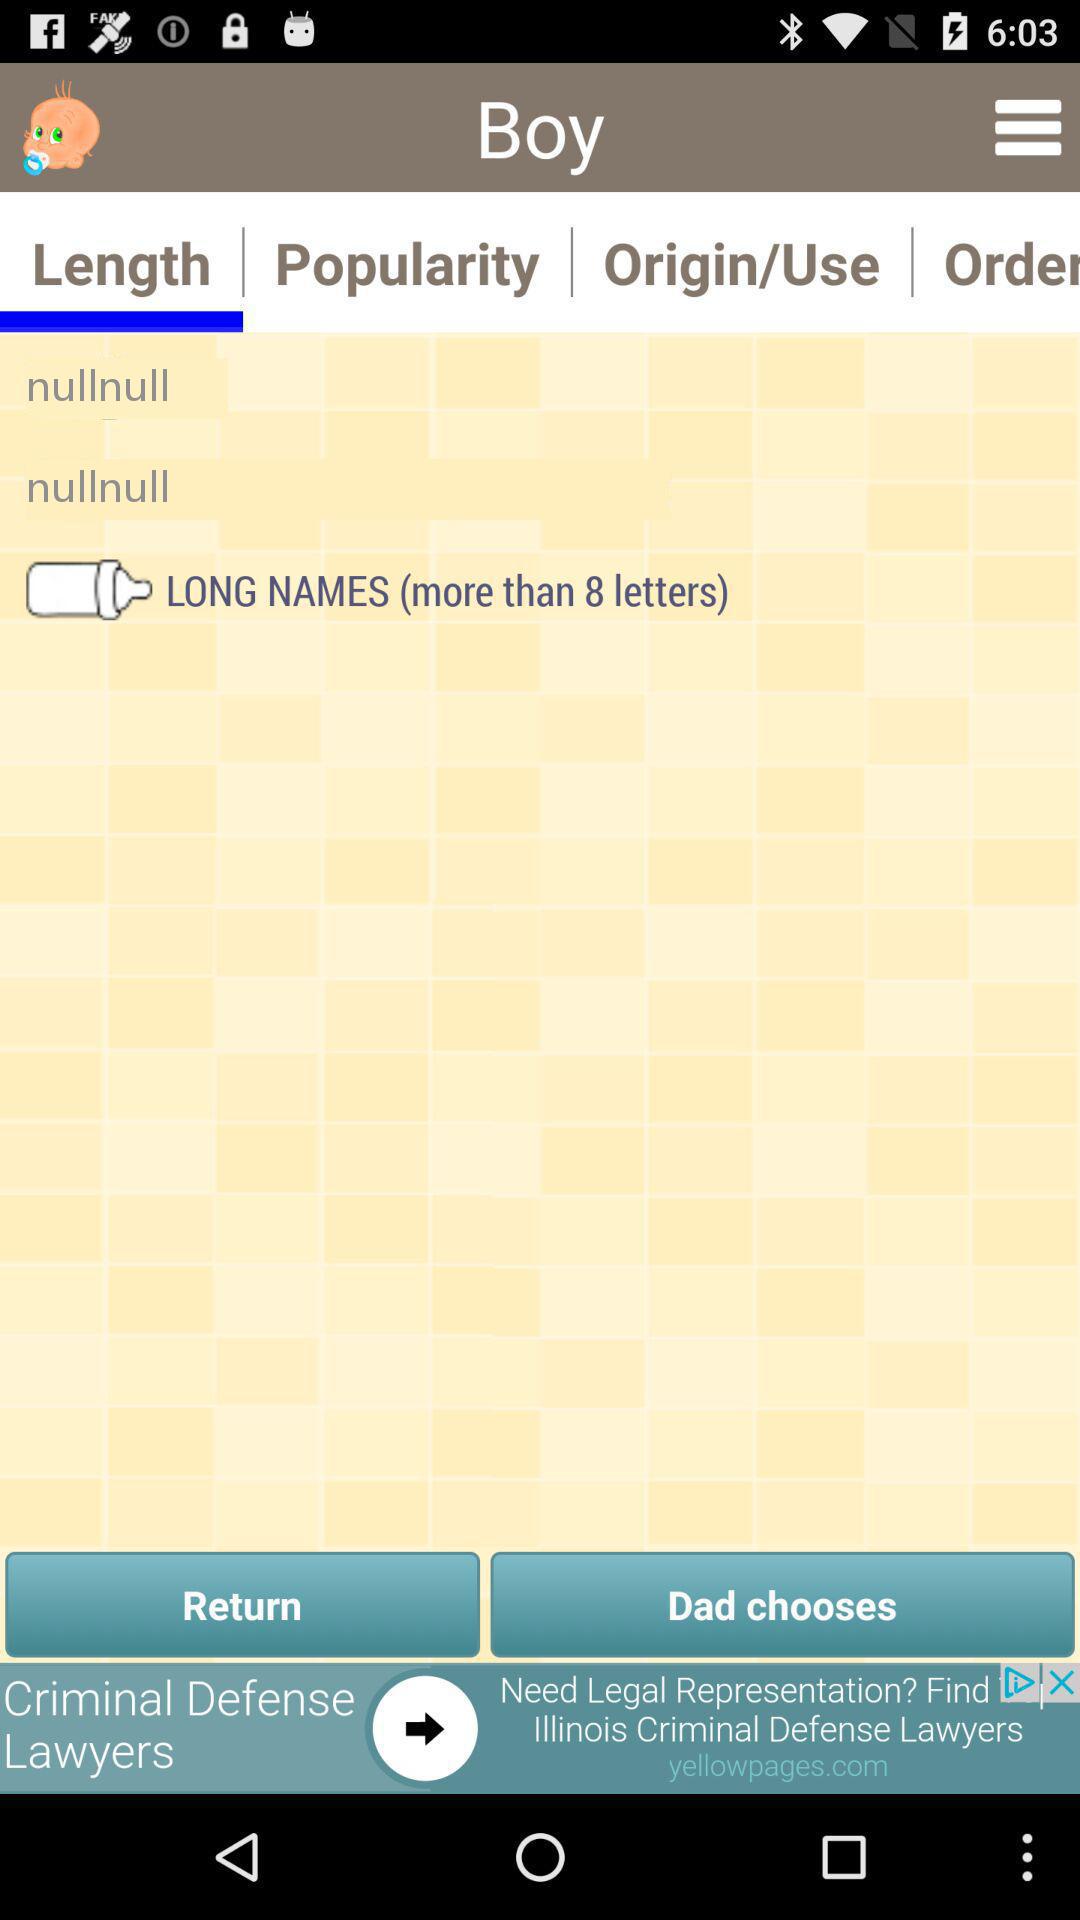 FAK
6:03
Boy
Length
Popularity
Origin/Use
Order
nullnull
nullnull
LONG NAMES (more than 8 letters)
Return
Dad chooses
Criminal Defense
Lawyers
Need Legal Representation? Find
Illinois Criminal Defense Lawyers
yellowpages.com